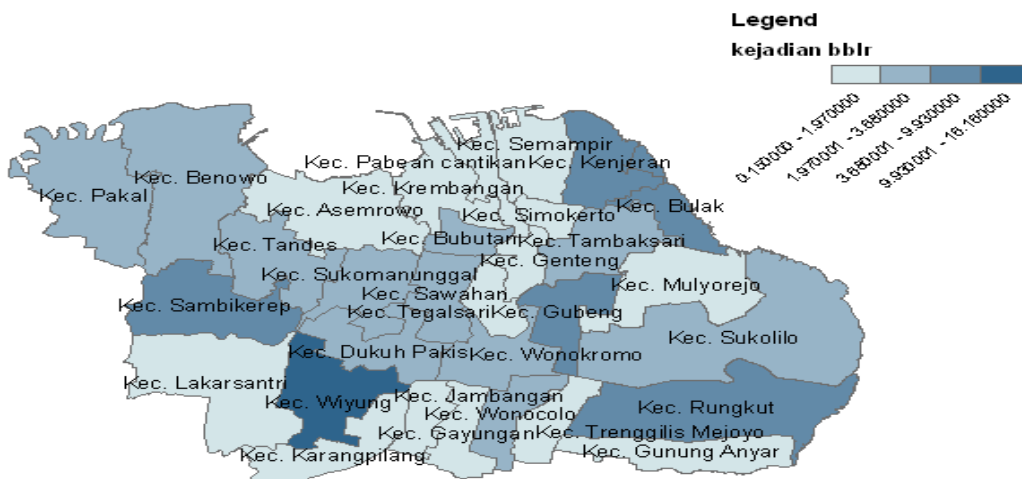 Legend
kejadian bblr
0.150000 - 1.970000
1.970001 - 3.680000
3.680001 - 9.930000
9.930001 - 16.160000
Kec. Semampir
Kec. Pabean cantikan
Kec. Kenjeran
Kec. Benowo
Kec. Pakal
Kec. Krembangan
Kec. Asemrowo
Kec. Simokerto
Kec. Bulak
Kec. Tandes
Kec. Bubutan
Kec. Tambaksari
Kec. Genteng
Kec. Sukomanunggal
Kec. Mulyorejo
Kec. Sawahan
Kec. Sambikerep
Kec. Tegalsari
Kec. Gubeng
Kec. Sukolilo
Kec. Dukuh Pakis
Kec. Wonokromo
Kec. Lakarsantri
Kec. Jambangan
Kec. Wiyung
Kec. Rungkut
Kec. Wonocolo
Kec. Gayungan
Kec. Trenggilis Mejoyo
Kec. Karangpilang
Kec. Gunung Anyar